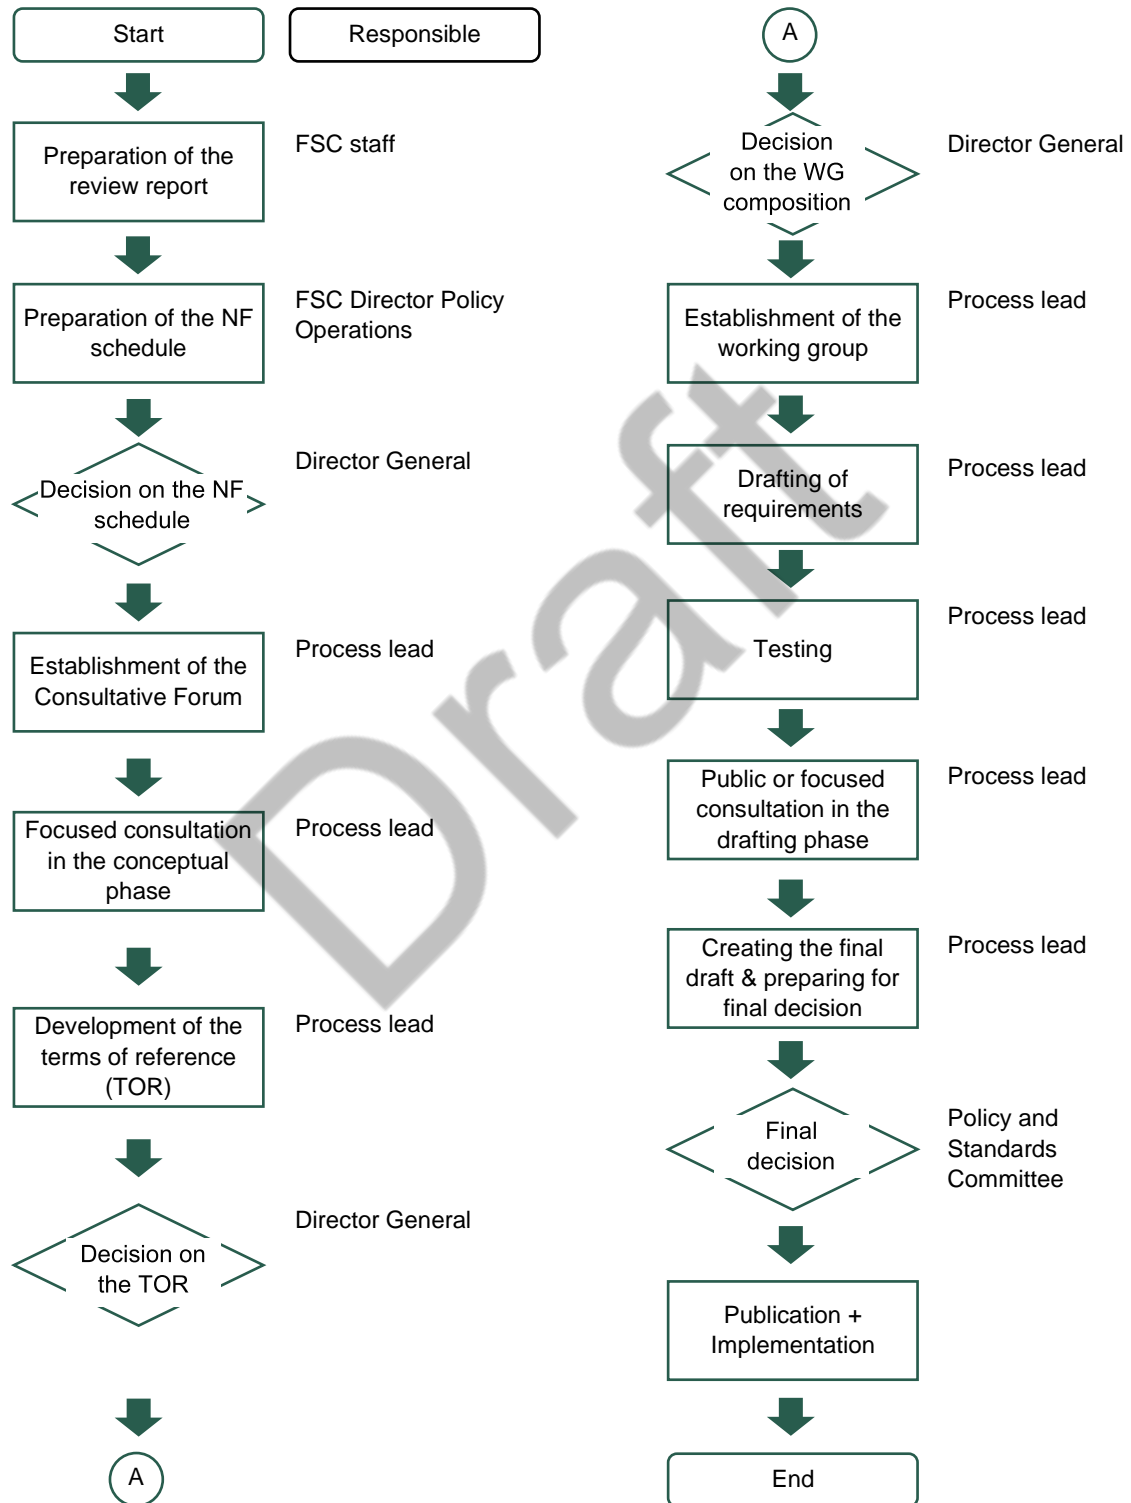 Start
Responsible
Preparation of the
review report
FSC staff
Preparation of the NF
schedule
FSC Director Policy
Operations
Decision on the NF
schedule
Director General
Establishment of the
Consultative Forum
Process lead
Focused consultation
in the conceptual
phase
Process lead
Development of the
terms of reference
(TOR)
Process lead
Decision on
the TOR
Director General
A
A
Decision
on the WG
composition
Director General
Establishment of the
working group
Process lead
Drafting of
requirements
Process lead
Testing
Process lead
Public or focused
consultation in the
drafting phase
Process lead
Creating the final
draft & preparing for
final decision
Process lead
Final
decision
Policy and
Standards
Committee
Publication +
Implementation
End
Draft